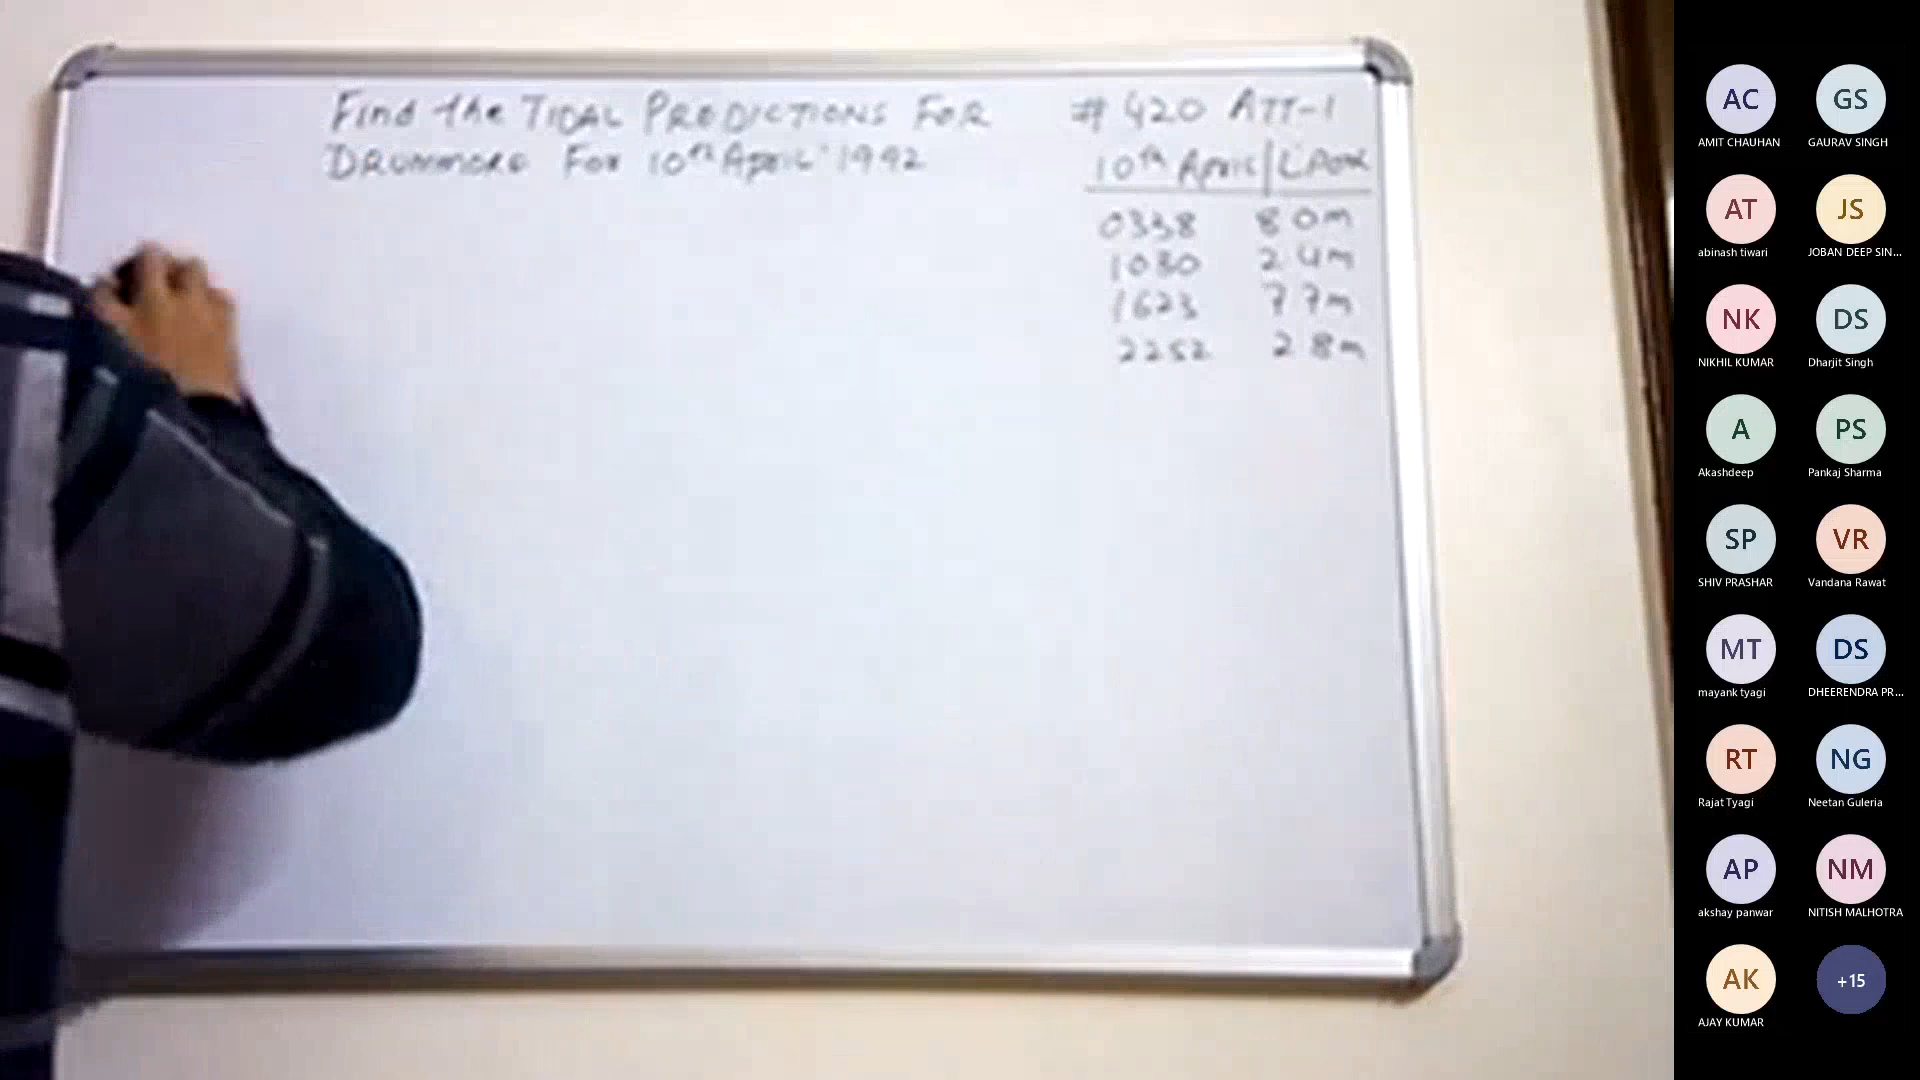 Find the TIDAL PREDICTIONS FOR
DRUMMORE FOR 10th April 1992
# 420 ATT-1
10th April | L'POOL
0338 8.0m
1030 2.4m
1623 7.7m
2252 2.8m
AC
AMIT CHAUHAN
GS
GAURAV SINGH
AT
abinash tiwari
JS
JOBAN DEEP SIN...
NK
NIKHIL KUMAR
DS
Dharjit Singh
A
Akashdeep
PS
Pankaj Sharma
SP
SHIV PRASHAR
VR
Vandana Rawat
MT
mayank tyagi
DS
DHEERENDRA PR...
RT
Rajat Tyagi
NG
Neetan Guleria
AP
akshay panwar
NM
NITISH MALHOTRA
AK
AJAY KUMAR
+15